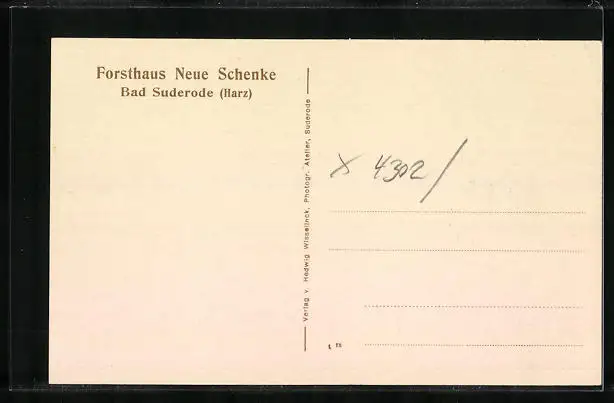 Forsthaus Neue Schenke
Bad Suderode (Harz)
Verlag v. Hedwig Wisselinck, Photogr. Atelier, Suderode
x 4302/